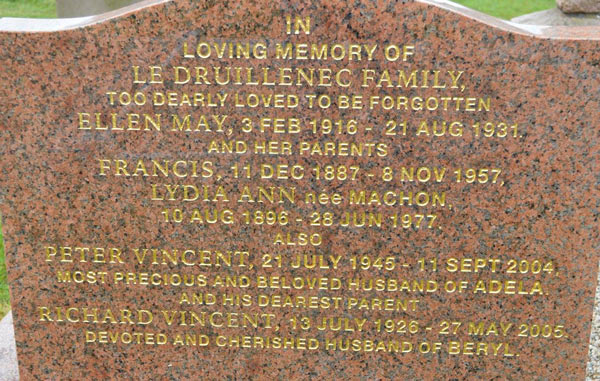 IN
LOVING MEMORY OF
LE DRUILLENEC FAMILY,
TOO DEARLY LOVED TO BE FORGOTTEN
ELLEN MAY, 3 FEB 1916 - 21 AUG 1931.
AND HER PARENTS
FRANCIS, 11 DEC 1887 - 8 NOV 1957,
LYDIA ANN née MACHON,
10 AUG 1896 - 28 JUN 1977.
ALSO
PETER VINCENT, 21 JULY 1945 - 11 SEPT 2004,
MOST PRECIOUS AND BELOVED HUSBAND OF ADELA.
AND HIS DEAREST PARENT
RICHARD VINCENT, 13 JULY 1926 - 27 MAY 2005,
DEVOTED AND CHERISHED HUSBAND OF BERYL.